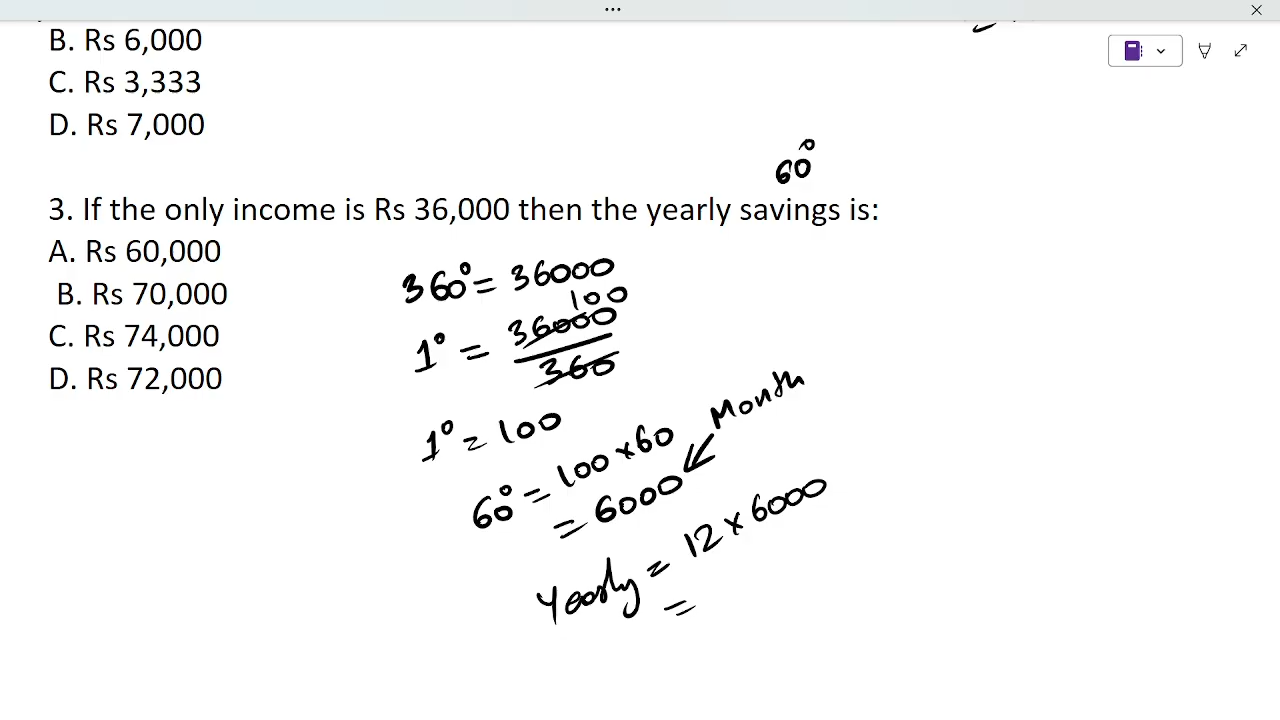 B. Rs 6,000
C. Rs 3,333
D. Rs 7,000
60°
3. If the only income is Rs 36,000 then the yearly savings is:
A. Rs 60,000
B. Rs 70,000
C. Rs 74,000
D. Rs 72,000
360° = 36000
100
1° = 36000
360
1° = 100
60° = 100 × 60
= 6000
Month
Yearly = 12 × 6000
=